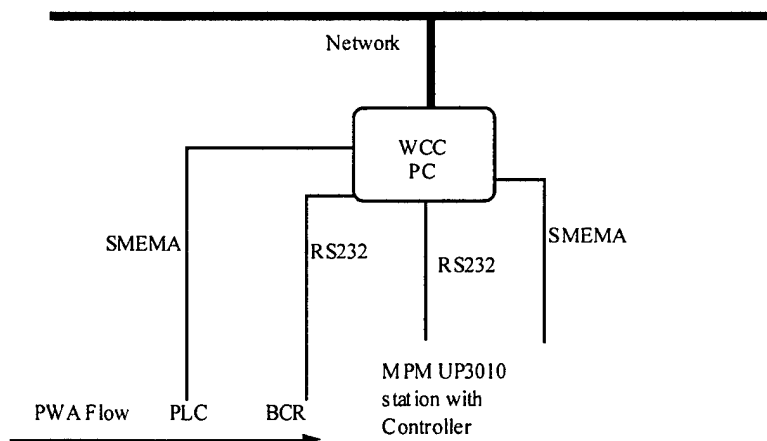 Network
WCC
PC
SMEMA
RS232
RS232
SMEMA
MPM UP3010
station with
Controller
PWA Flow
PLC
BCR